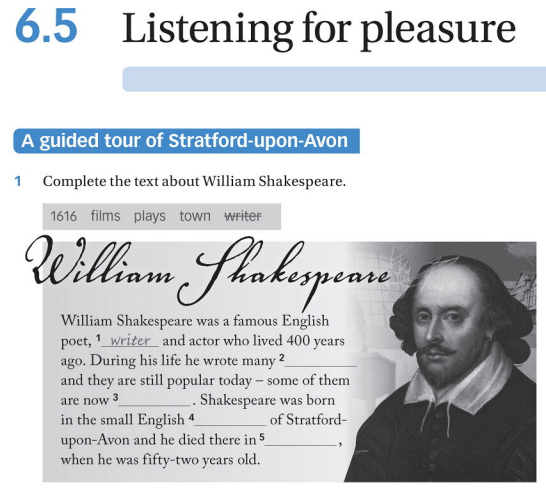 6.5 Listening for pleasure
A guided tour of Stratford-upon-Avon
1 Complete the text about William Shakespeare.
1616 films plays town writer
William Shakespeare
William Shakespeare was a famous English
poet, 1 writer and actor who lived 400 years
ago. During his life he wrote many 2__________
and they are still popular today – some of them
are now 3__________. Shakespeare was born
in the small English 4__________ of Stratford-
upon-Avon and he died there in 5__________,
when he was fifty-two years old.